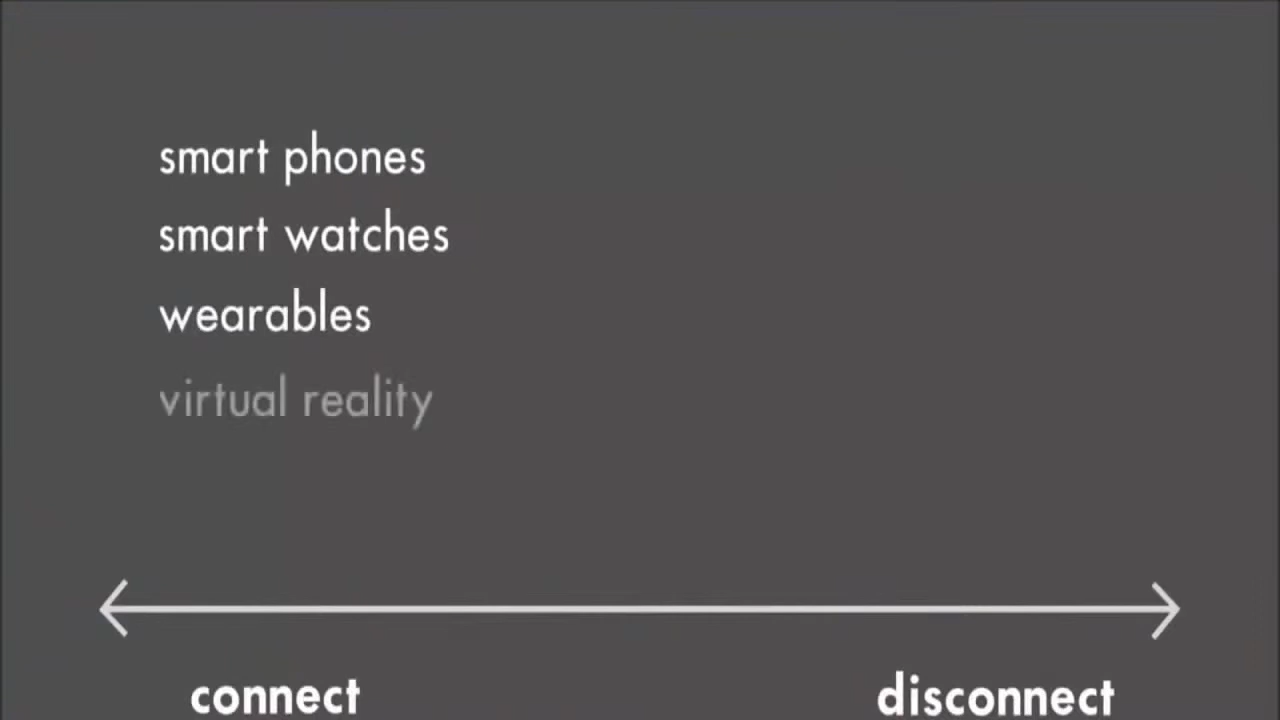 smart phones
smart watches
wearables
virtual reality
connect
disconnect